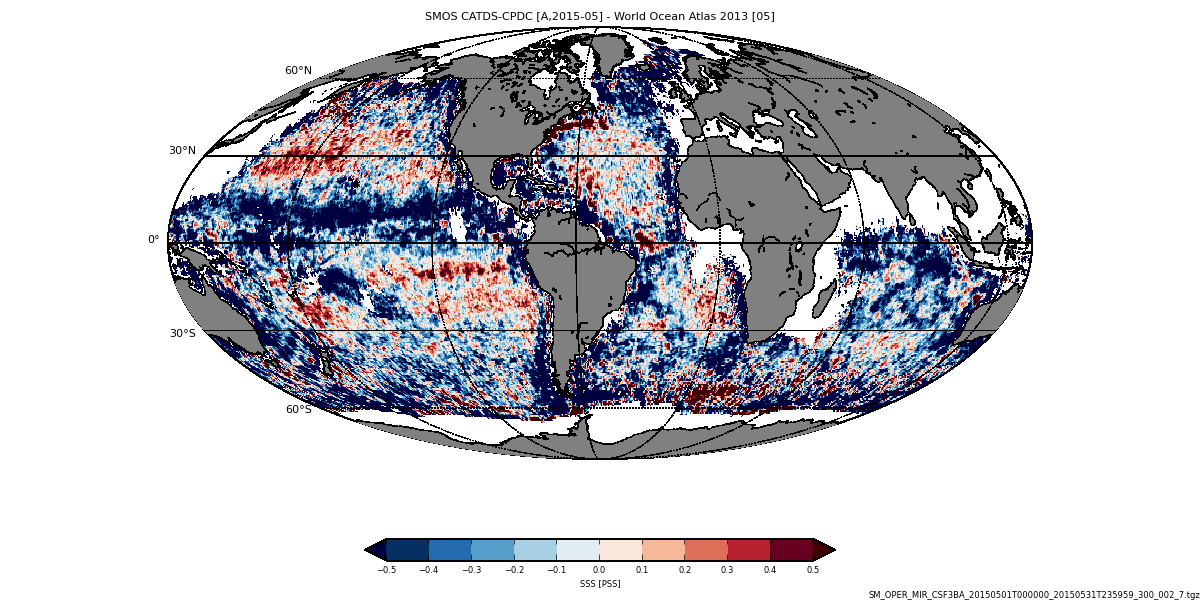 SMOS CATDS-CPDC [A,2015-05] - World Ocean Atlas 2013 [05]
60°N
30°N
0°
30°S
60°S
−0.5 −0.4 −0.3 −0.2 −0.1 0.0 0.1 0.2 0.3 0.4 0.5
SSS [PSS]
SM_OPER_MIR_CSF3BA_20150501T000000_20150531T235959_300_002_7.tgz